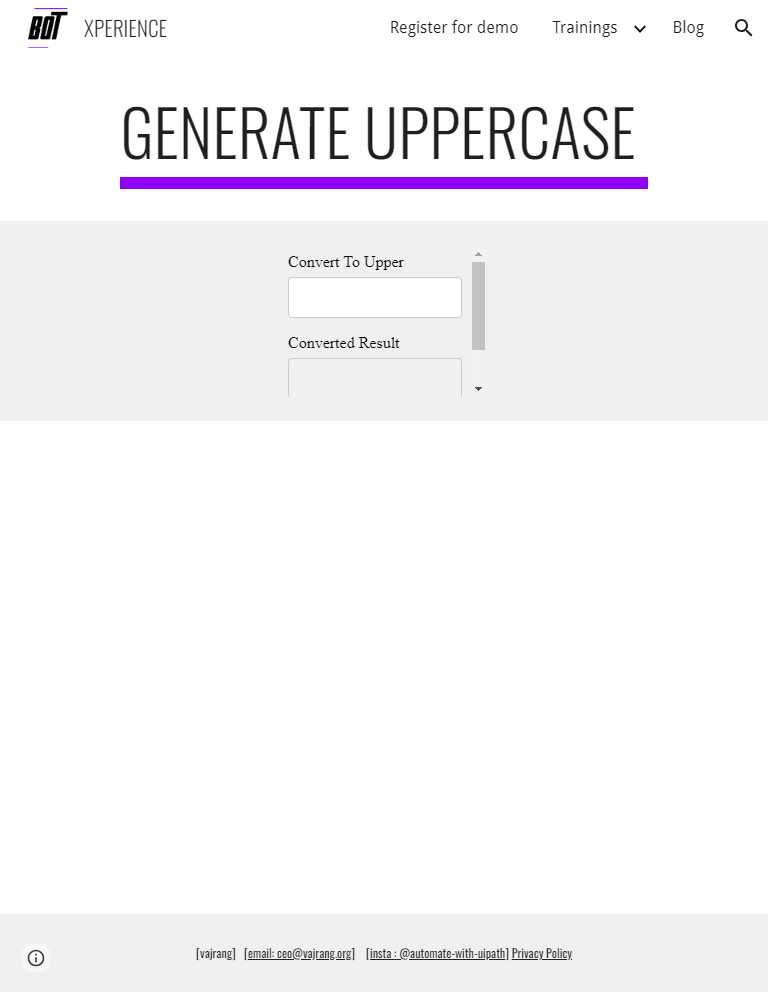 BOT XPERIENCE Register for demo Trainings Blog
GENERATE UPPERCASE
Convert To Upper
Converted Result
[vajrang] [email: ceo@vajrang.org] [insta : @automate-with-uipath] Privacy Policy